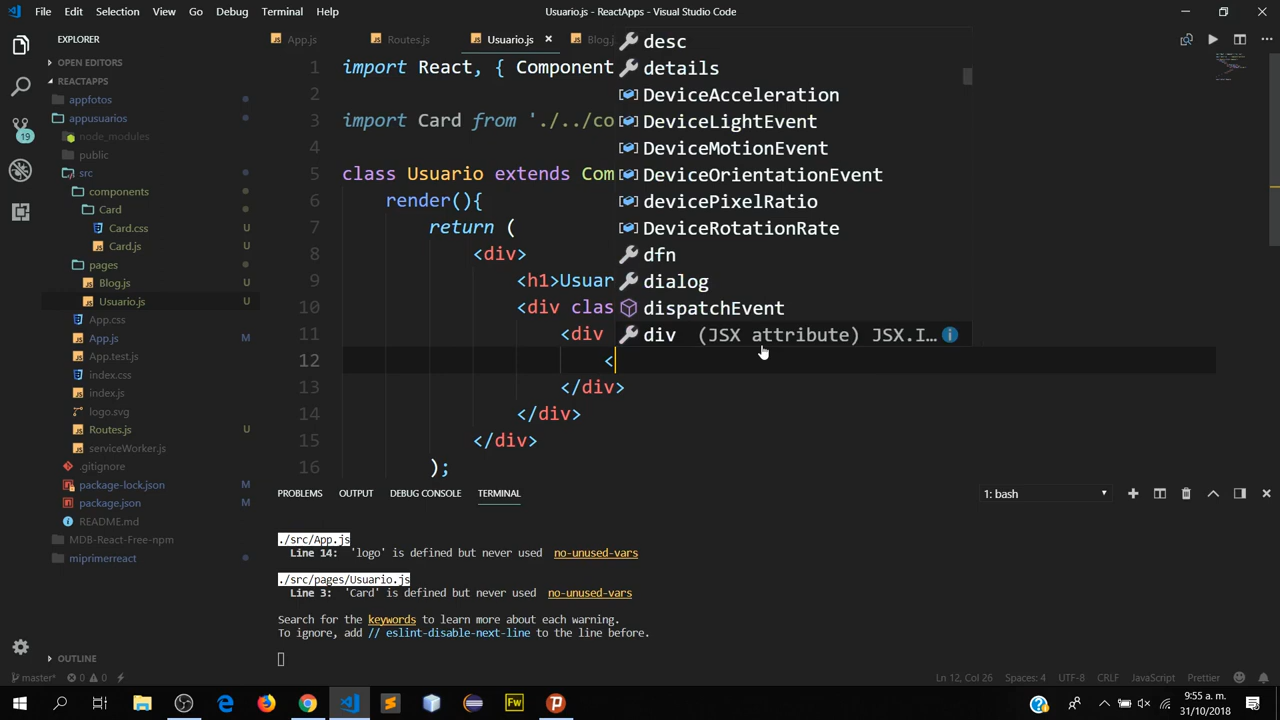 File Edit Selection View Go Debug Terminal Help
Usuario.js - ReactApps - Visual Studio Code
EXPLORER
OPEN EDITORS
REACTAPPS
appfotos
appusuarios
node_modules
public
src
components
Card
Card.css U
Card.js U
pages
Blog.js U
Usuario.js U
App.css
App.js M
App.test.js
index.css
index.js
logo.svg
Routes.js U
serviceWorker.js
.gitignore
package-lock.json M
package.json M
README.md
MDB-React-Free-npm
miprimerreact
OUTLINE
19
App.js Routes.js Usuario.js Blog.j
1 import React, { Component
2
3 import Card from './../co
4
5 class Usuario extends Com
6 render(){
7 return (
8 <div>
9 <h1>Usuar
10 <div clas
11 <div
12 <
13 </div>
14 </div>
15 </div>
16 );
desc
details
DeviceAcceleration
DeviceLightEvent
DeviceMotionEvent
DeviceOrientationEvent
devicePixelRatio
DeviceRotationRate
dfn
dialog
dispatchEvent
div (JSX attribute) JSX.I…
PROBLEMS OUTPUT DEBUG CONSOLE TERMINAL
1: bash
./src/App.js
Line 14: 'logo' is defined but never used no-unused-vars
./src/pages/Usuario.js
Line 3: 'Card' is defined but never used no-unused-vars
Search for the keywords to learn more about each warning.
To ignore, add // eslint-disable-next-line to the line before.
master* 0 0
Ln 12, Col 26 Spaces: 4 UTF-8 CRLF JavaScript Prettier
Fw
9:55 a. m.
31/10/2018